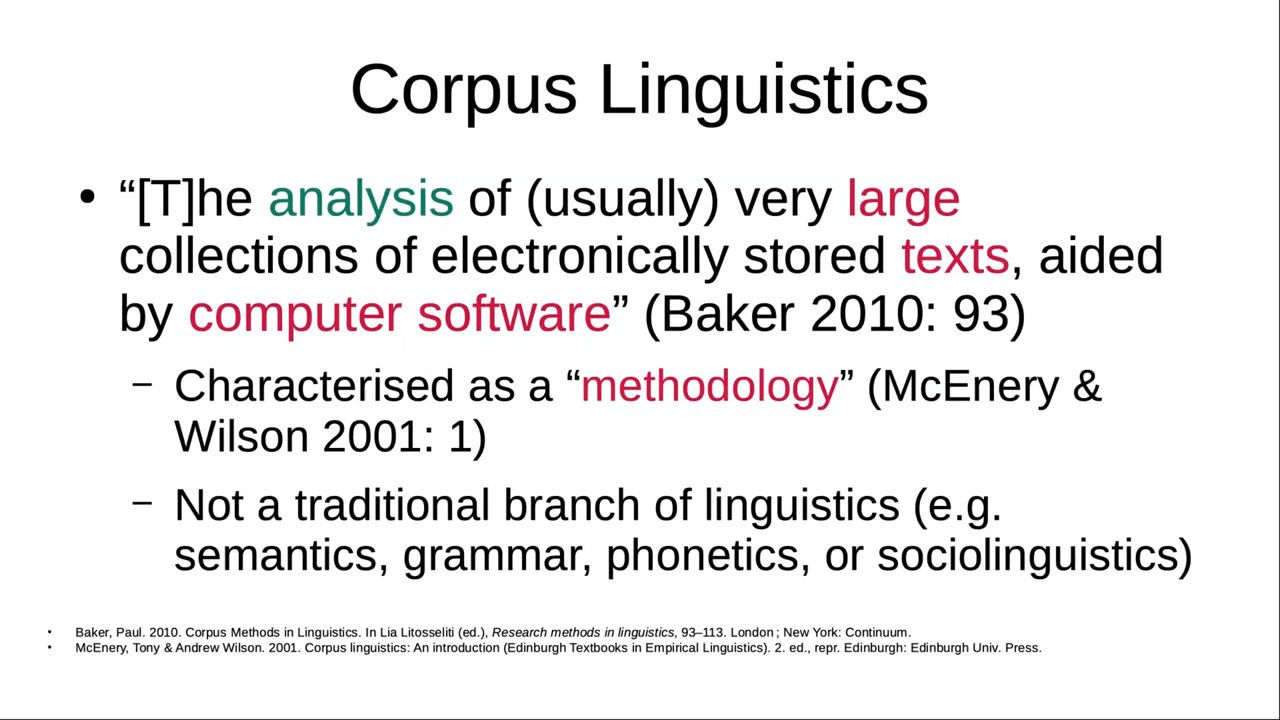 Corpus Linguistics
• “[T]he analysis of (usually) very large
collections of electronically stored texts, aided
by computer software” (Baker 2010: 93)
– Characterised as a “methodology” (McEnery &
Wilson 2001: 1)
– Not a traditional branch of linguistics (e.g.
semantics, grammar, phonetics, or sociolinguistics)
• Baker, Paul. 2010. Corpus Methods in Linguistics. In Lia Litosseliti (ed.), Research methods in linguistics, 93–113. London ; New York: Continuum.
• McEnery, Tony & Andrew Wilson. 2001. Corpus linguistics: An introduction (Edinburgh Textbooks in Empirical Linguistics). 2. ed., repr. Edinburgh: Edinburgh Univ. Press.